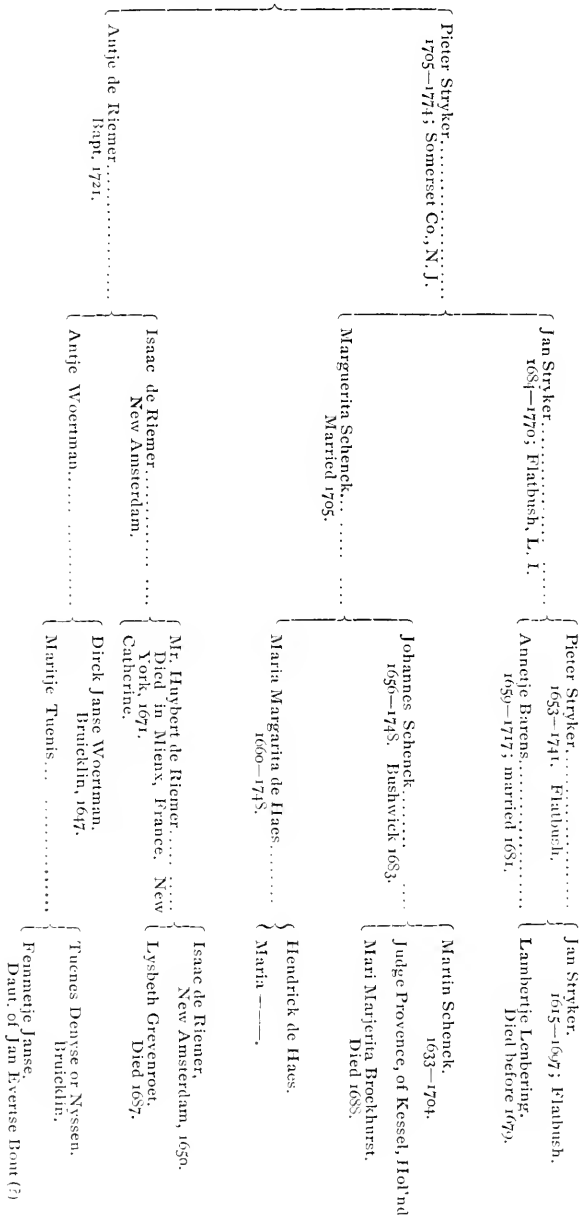 Pieter Stryker
1705—1774; Somerset Co., N. J.
Antje de Riemer
Bapt. 1721.
Jan Stryker
1684—1770; Flatbush, L. I.
Marguerita Schenck
Married 1705.
Isaac de Riemer
New Amsterdam.
Antje Woertman
Pieter Stryker
1653—1741. Flatbush.
Annetje Barens
1659—1717; married 1681.
Johannes Schenck
1656—1748. Bushwick 1683.
Maria Margarita de Haes
1660—1748.
Mr. Huybert de Riemer
Died in Mienx, France, New
York, 1671.
Catherine.
Dirck Janse Woertman.
Bruicklin, 1647.
Maritje Tuenis
Jan Stryker.
1615—1697; Flatbush.
Lambertje Lenbering.
Died before 1679.
Martin Schenck.
1633—1704.
Judge Provence, of Kessel, Hol'nd
Mari Marjerita Brockhurst.
Died 1688.
Hendrick de Haes.
Maria ——.
Isaac de Riemer,
New Amsterdam, 1650.
Lysbeth Grevenroet.
Died 1687.
Tuenes Denyse or Nyssen.
Bruicklin.
Femmetje Janse,
Daut. of Jan Evertse Bout (?)